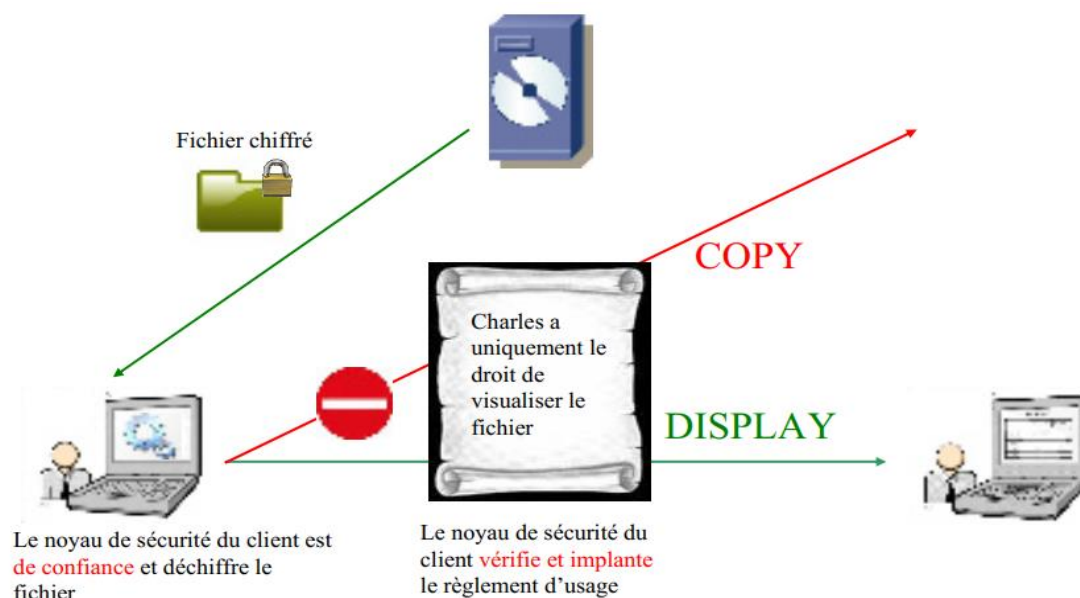 Fichier chiffré
COPY
Charles a
uniquement le
droit de
visualiser le
fichier
DISPLAY
Le noyau de sécurité du client est
de confiance et déchiffre le
fichier
Le noyau de sécurité du
client vérifie et implante
le règlement d'usage